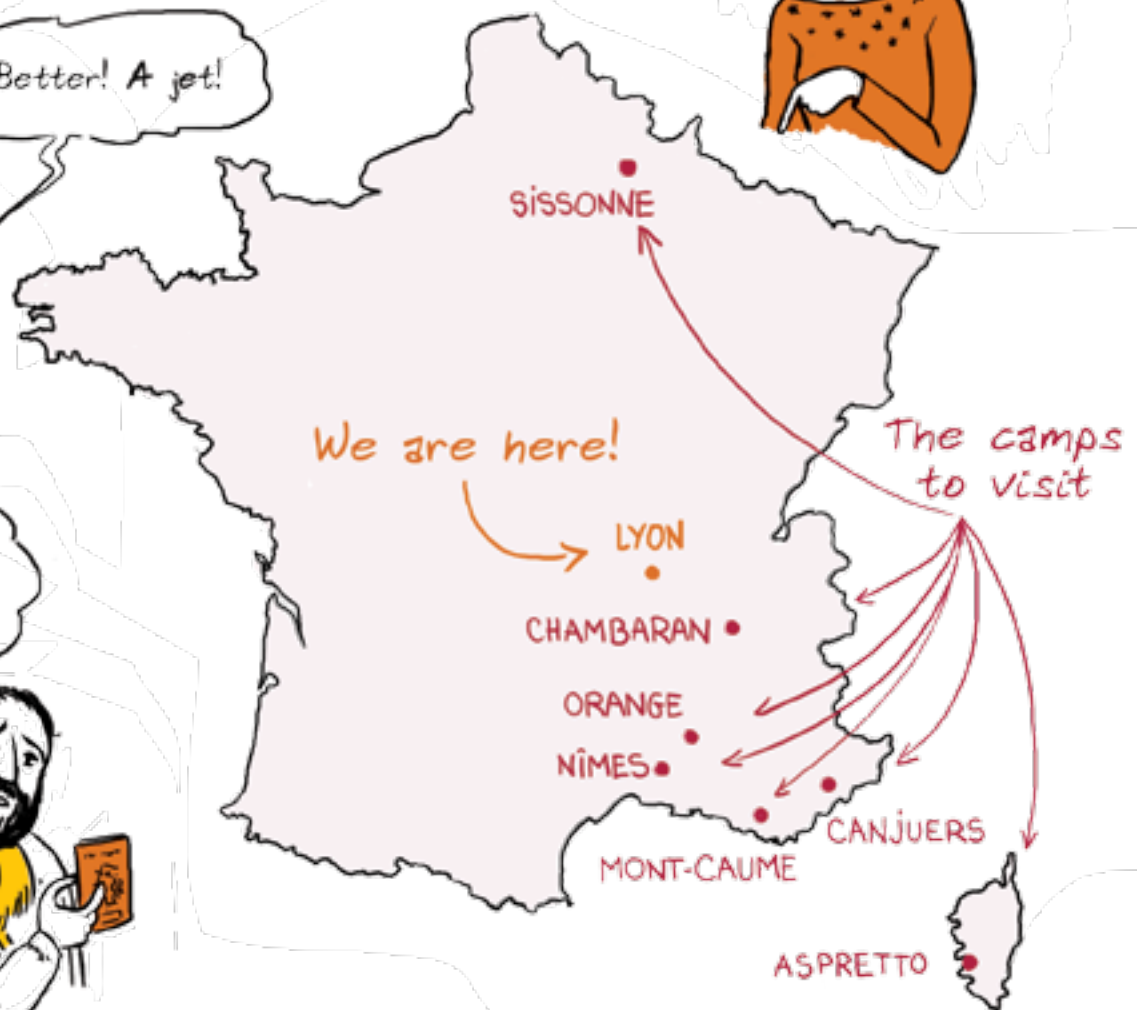 Better! A jet!
SiSSONNE
We are here!
The camps
to visit
LYON
CHAMBARAN
ORANGE
NÎMES
CANJUERS
MONT-CAUME
ASPRETTO